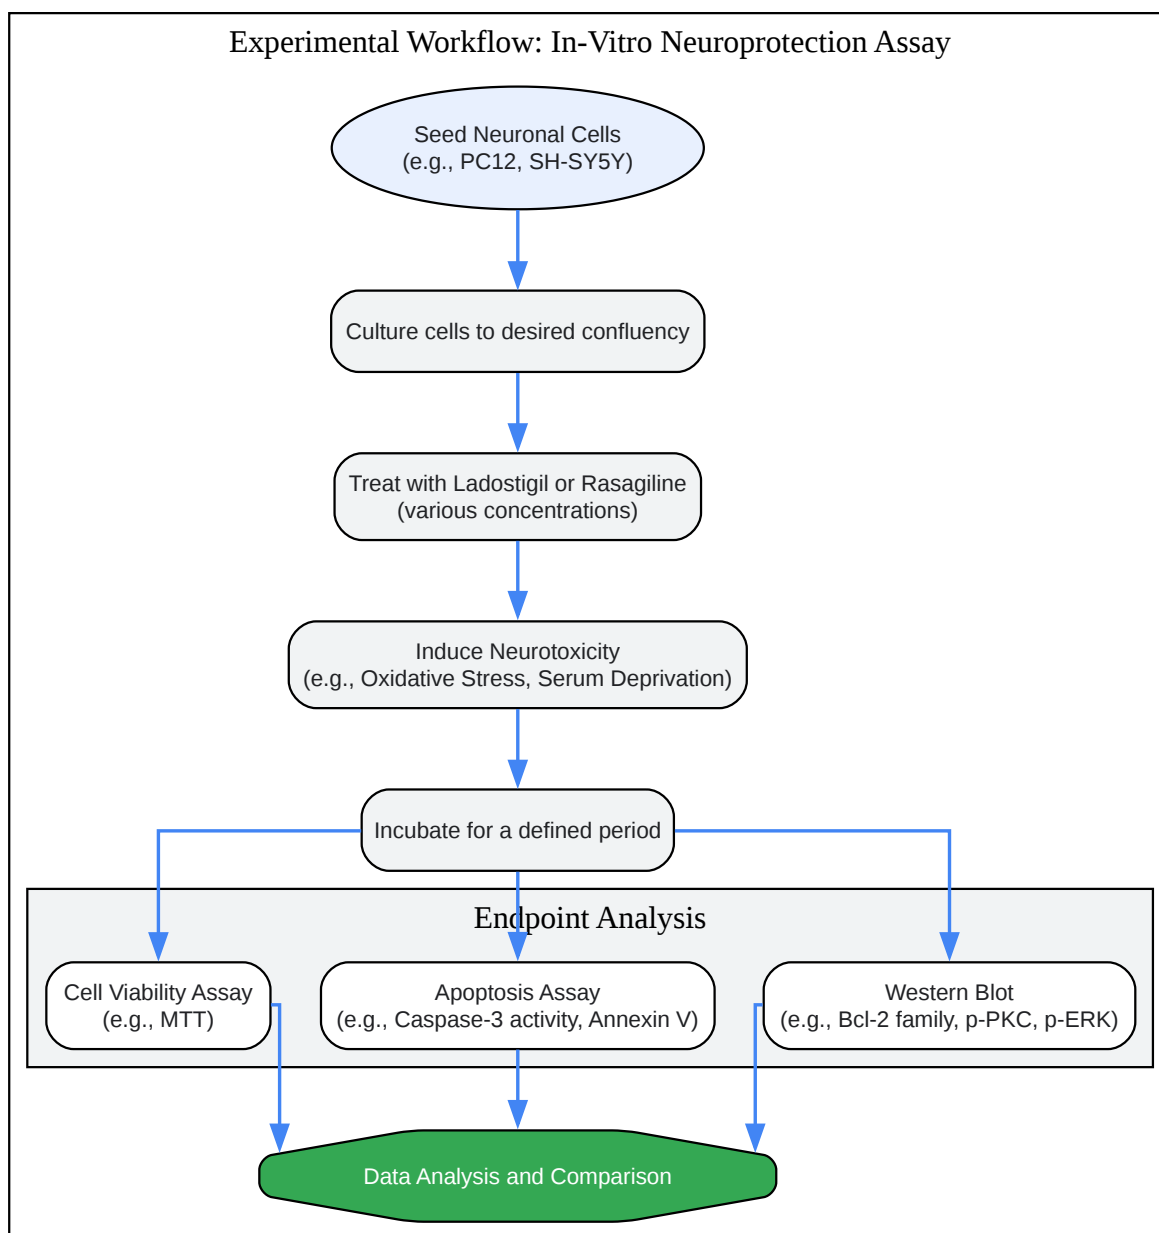 Experimental Workflow: In-Vitro Neuroprotection Assay
Seed Neuronal Cells
(e.g., PC12, SH-SY5Y)
Culture cells to desired confluency
Treat with Ladostigil or Rasagiline
(various concentrations)
Induce Neurotoxicity
(e.g., Oxidative Stress, Serum Deprivation)
Incubate for a defined period
Endpoint Analysis
Cell Viability Assay
(e.g., MTT)
Apoptosis Assay
(e.g., Caspase-3 activity, Annexin V)
Western Blot
(e.g., Bcl-2 family, p-PKC, p-ERK)
Data Analysis and Comparison